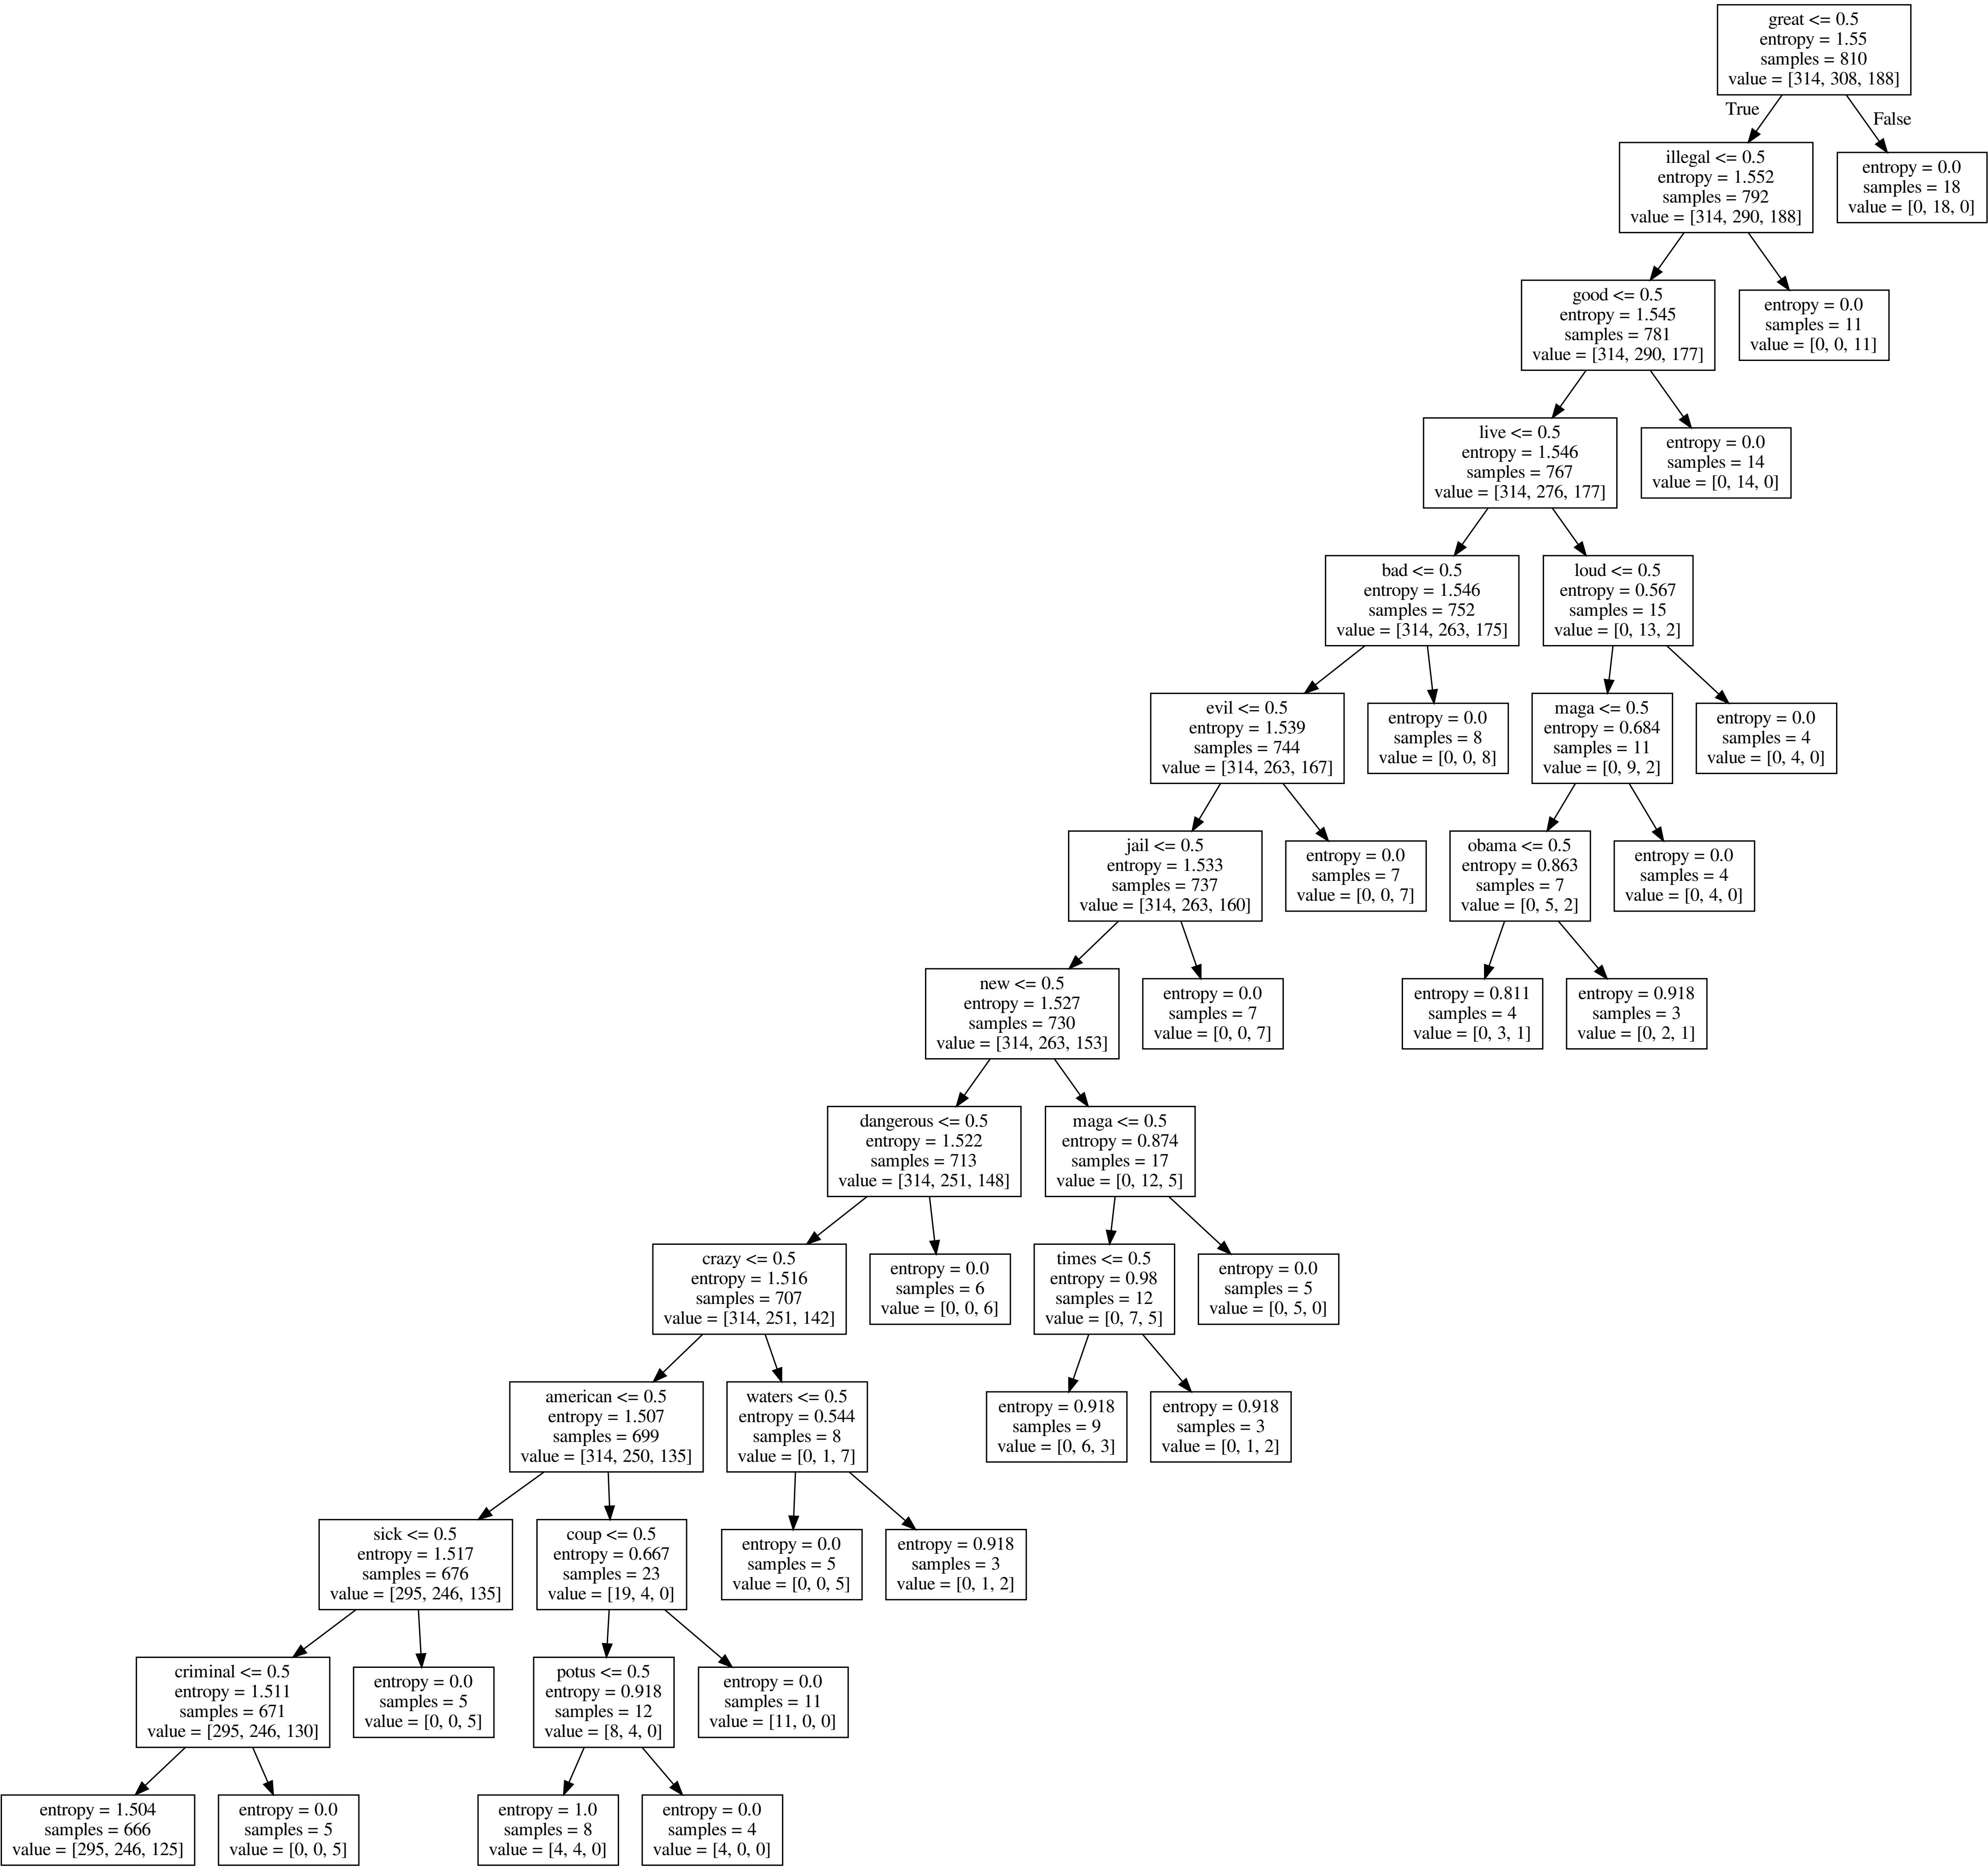 great <= 0.5
entropy = 1.55
samples = 810
value = [314, 308, 188]
True
False
illegal <= 0.5
entropy = 1.552
samples = 792
value = [314, 290, 188]
entropy = 0.0
samples = 18
value = [0, 18, 0]
good <= 0.5
entropy = 1.545
samples = 781
value = [314, 290, 177]
entropy = 0.0
samples = 11
value = [0, 0, 11]
live <= 0.5
entropy = 1.546
samples = 767
value = [314, 276, 177]
entropy = 0.0
samples = 14
value = [0, 14, 0]
bad <= 0.5
entropy = 1.546
samples = 752
value = [314, 263, 175]
loud <= 0.5
entropy = 0.567
samples = 15
value = [0, 13, 2]
evil <= 0.5
entropy = 1.539
samples = 744
value = [314, 263, 167]
entropy = 0.0
samples = 8
value = [0, 0, 8]
maga <= 0.5
entropy = 0.684
samples = 11
value = [0, 9, 2]
entropy = 0.0
samples = 4
value = [0, 4, 0]
jail <= 0.5
entropy = 1.533
samples = 737
value = [314, 263, 160]
entropy = 0.0
samples = 7
value = [0, 0, 7]
obama <= 0.5
entropy = 0.863
samples = 7
value = [0, 5, 2]
entropy = 0.0
samples = 4
value = [0, 4, 0]
new <= 0.5
entropy = 1.527
samples = 730
value = [314, 263, 153]
entropy = 0.0
samples = 7
value = [0, 0, 7]
entropy = 0.811
samples = 4
value = [0, 3, 1]
entropy = 0.918
samples = 3
value = [0, 2, 1]
dangerous <= 0.5
entropy = 1.522
samples = 713
value = [314, 251, 148]
maga <= 0.5
entropy = 0.874
samples = 17
value = [0, 12, 5]
crazy <= 0.5
entropy = 1.516
samples = 707
value = [314, 251, 142]
entropy = 0.0
samples = 6
value = [0, 0, 6]
times <= 0.5
entropy = 0.98
samples = 12
value = [0, 7, 5]
entropy = 0.0
samples = 5
value = [0, 5, 0]
american <= 0.5
entropy = 1.507
samples = 699
value = [314, 250, 135]
waters <= 0.5
entropy = 0.544
samples = 8
value = [0, 1, 7]
entropy = 0.918
samples = 9
value = [0, 6, 3]
entropy = 0.918
samples = 3
value = [0, 1, 2]
sick <= 0.5
entropy = 1.517
samples = 676
value = [295, 246, 135]
coup <= 0.5
entropy = 0.667
samples = 23
value = [19, 4, 0]
entropy = 0.0
samples = 5
value = [0, 0, 5]
entropy = 0.918
samples = 3
value = [0, 1, 2]
criminal <= 0.5
entropy = 1.511
samples = 671
value = [295, 246, 130]
entropy = 0.0
samples = 5
value = [0, 0, 5]
potus <= 0.5
entropy = 0.918
samples = 12
value = [8, 4, 0]
entropy = 0.0
samples = 11
value = [11, 0, 0]
entropy = 1.504
samples = 666
value = [295, 246, 125]
entropy = 0.0
samples = 5
value = [0, 0, 5]
entropy = 1.0
samples = 8
value = [4, 4, 0]
entropy = 0.0
samples = 4
value = [4, 0, 0]